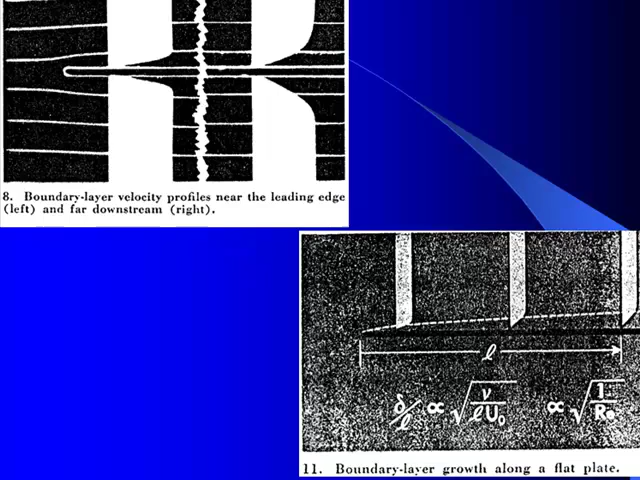 8. Boundary-layer velocity profiles near the leading edge
(left) and far downstream (right).
ℓ
δ/ℓ ∝ √(ν/ℓU₀) ∝ √(1/Re)
11. Boundary-layer growth along a flat plate.